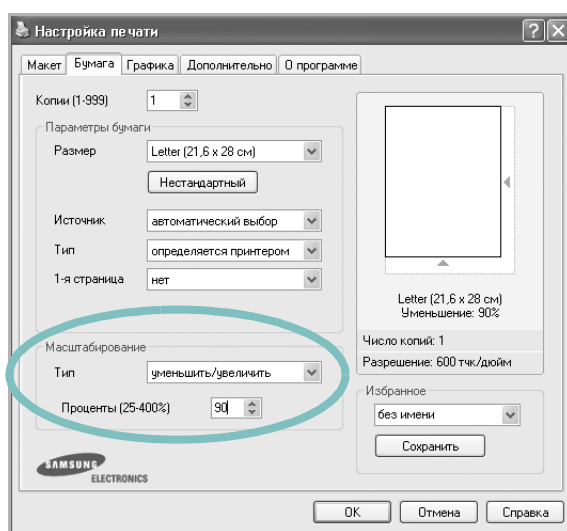 Настройка печати
Макет Бумага Графика Дополнительно О программе
Копии (1-999) 1
Параметры бумаги
Размер Letter (21,6 x 28 см)
Нестандартный
Источник автоматический выбор
Тип определяется принтером
1-я страница нет
Letter (21,6 x 28 см)
Уменьшение: 90%
Число копий: 1
Разрешение: 600 тчк/дюйм
Масштабирование
Тип уменьшить/увеличить
Проценты (25-400%) 90
Избранное
без имени
Сохранить
SAMSUNG
ELECTRONICS
OK Отмена Справка